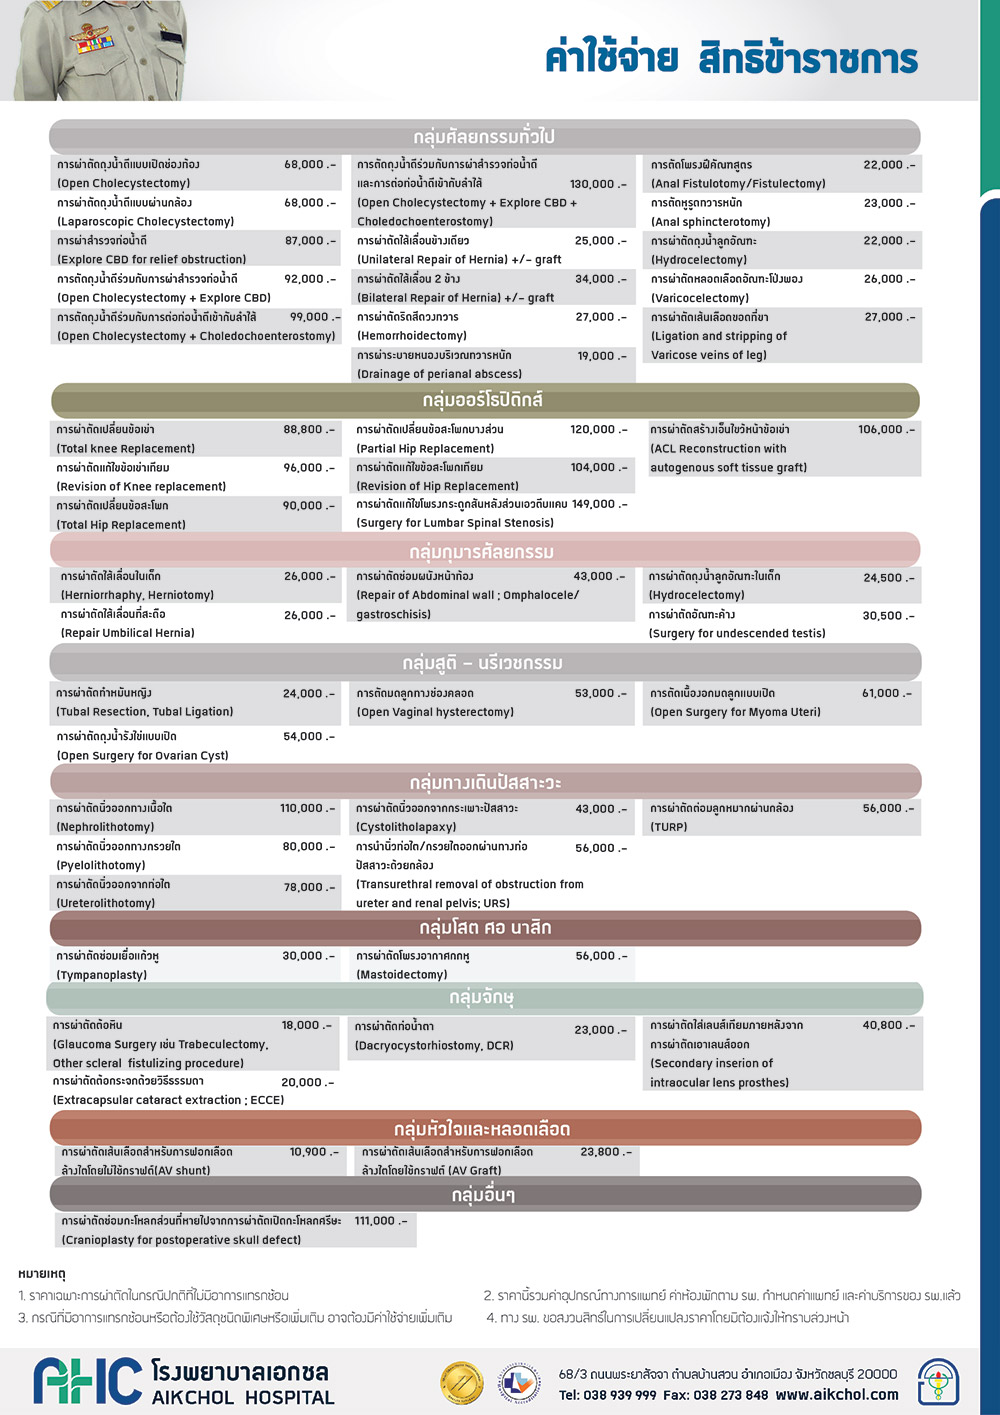 ค่าใช้จ่าย สิทธิข้าราชการ
กลุ่มศัลยกรรมทั่วไป
การผ่าตัดถุงน้ำดีแบบเปิดช่องท้อง 68,000 .-
(Open Cholecystectomy)
การผ่าตัดถุงน้ำดีแบบผ่านกล้อง 68,000 .-
(Laparoscopic Cholecystectomy)
การผ่าสำรวจท่อน้ำดี 87,000 .-
(Explore CBD for relief obstruction)
การตัดถุงน้ำดีร่วมกับการผ่าสำรวจท่อน้ำดี 92,000 .-
(Open Cholecystectomy + Explore CBD)
การตัดถุงน้ำดีร่วมกับการต่อท่อน้ำดีเข้ากับลำไส้ 99,000 .-
(Open Cholecystectomy + Choledochoenterostomy)
การตัดถุงน้ำดีร่วมกับการผ่าสำรวจท่อน้ำดี
และการต่อท่อน้ำดีเข้ากับลำไส้ 130,000 .-
(Open Cholecystectomy + Explore CBD +
Choledochoenterostomy)
การผ่าตัดไส้เลื่อนข้างเดียว 25,000 .-
(Unilateral Repair of Hernia) +/- graft
การผ่าตัดไส้เลื่อน 2 ข้าง 34,000 .-
(Bilateral Repair of Hernia) +/- graft
การผ่าตัดริดสีดวงทวาร 27,000 .-
(Hemorrhoidectomy)
การผ่าระบายหนองบริเวณทวารหนัก 19,000 .-
(Drainage of perianal abscess)
การตัดโพรงฝีคัณฑสูตร 22,000 .-
(Anal Fistulotomy/Fistulectomy)
การตัดหูรูดทวารหนัก 23,000 .-
(Anal sphincterotomy)
การผ่าตัดถุงน้ำลูกอัณฑะ 22,000 .-
(Hydrocelectomy)
การผ่าตัดหลอดเลือดอัณฑะโป่งพอง 26,000 .-
(Varicocelectomy)
การผ่าตัดเส้นเลือดขอดที่ขา 27,000 .-
(Ligation and stripping of
Varicose veins of leg)
กลุ่มออร์โธปิดิกส์
การผ่าตัดเปลี่ยนข้อเข่า 88,800 .-
(Total knee Replacement)
การผ่าตัดแก้ไขข้อเข่าเทียม 96,000 .-
(Revision of Knee replacement)
การผ่าตัดเปลี่ยนข้อสะโพก 90,000 .-
(Total Hip Replacement)
การผ่าตัดเปลี่ยนข้อสะโพกบางส่วน 120,000 .-
(Partial Hip Replacement)
การผ่าตัดแก้ไขข้อสะโพกเทียม 104,000 .-
(Revision of Hip Replacement)
การผ่าตัดแก้ไขโพรงกระดูกสันหลังส่วนเอวตีบแคบ 149,000 .-
(Surgery for Lumbar Spinal Stenosis)
การผ่าตัดสร้างเอ็นไขว้หน้าข้อเข่า 106,000 .-
(ACL Reconstruction with
autogenous soft tissue graft)
กลุ่มกุมารศัลยกรรม
การผ่าตัดไส้เลื่อนในเด็ก 26,000 .-
(Herniorrhaphy, Herniotomy)
การผ่าตัดไส้เลื่อนที่สะดือ 26,000 .-
(Repair Umbilical Hernia)
การผ่าตัดซ่อมผนังหน้าท้อง 43,000 .-
(Repair of Abdominal wall ; Omphalocele/
gastroschisis)
การผ่าตัดถุงน้ำลูกอัณฑะในเด็ก 24,500 .-
(Hydrocelectomy)
การผ่าตัดอัณฑะค้าง 30,500 .-
(Surgery for undescended testis)
กลุ่มสูติ - นรีเวชกรรม
การผ่าตัดทำหมันหญิง 24,000 .-
(Tubal Resection, Tubal Ligation)
การผ่าตัดถุงน้ำรังไข่แบบเปิด 54,000 .-
(Open Surgery for Ovarian Cyst)
การตัดมดลูกทางช่องคลอด 53,000 .-
(Open Vaginal hysterectomy)
การตัดเนื้องอกมดลูกแบบเปิด 61,000 .-
(Open Surgery for Myoma Uteri)
กลุ่มทางเดินปัสสาะวะ
การผ่าตัดนิ่วออกทางเนื้อไต 110,000 .-
(Nephrolithotomy)
การผ่าตัดนิ่วออกทางกรวยไต 80,000 .-
(Pyelolithotomy)
การผ่าตัดนิ่วออกจากท่อไต 78,000 .-
(Ureterolithotomy)
การผ่าตัดนิ่วออกจากกระเพาะปัสสาวะ 43,000 .-
(Cystolitholapaxy)
การนำนิ่วท่อไต/กรวยไตออกผ่านทางท่อ 56,000 .-
ปัสสาวะด้วยกล้อง
(Transurethral removal of obstruction from
ureter and renal pelvis; URS)
การผ่าตัดต่อมลูกหมากผ่านกล้อง 56,000 .-
(TURP)
กลุ่มโสต ศอ นาสิก
การผ่าตัดซ่อมเยื่อแก้วหู 30,000 .-
(Tympanoplasty)
การผ่าตัดโพรงอากาศกกหู 56,000 .-
(Mastoidectomy)
กลุ่มจักษุ
การผ่าตัดต้อหิน 18,000 .-
(Glaucoma Surgery เช่น Trabeculectomy,
Other scleral fistulizing procedure)
การผ่าตัดต้อกระจกด้วยวิธีธรรมดา 20,000 .-
(Extracapsular cataract extraction ; ECCE)
การผ่าตัดท่อน้ำตา 23,000 .-
(Dacryocystorhiostomy, DCR)
การผ่าตัดใส่เลนส์เทียมภายหลังจาก 40,800 .-
การผ่าตัดเอาเลนส์ออก
(Secondary inserion of
intraocular lens prosthes)
กลุ่มหัวใจและหลอดเลือด
การผ่าตัดเส้นเลือดสำหรับการฟอกเลือด 10,900 .-
ล้างไตโดยไม่ใช้กราฟต์(AV shunt)
การผ่าตัดเส้นเลือดสำหรับการฟอกเลือด 23,800 .-
ล้างไตโดยใช้กราฟต์ (AV Graft)
กลุ่มอื่นๆ
การผ่าตัดซ่อมกะโหลกส่วนที่หายไปจากการผ่าตัดเปิดกะโหลกศรีษะ 111,000 .-
(Cranioplasty for postoperative skull defect)
หมายเหตุ
1. ราคาเฉพาะการผ่าตัดในกรณีปกติที่ไม่มีอาการแทรกซ้อน
2. ราคานี้รวมค่าอุปกรณ์ทางการแพทย์ ค่าห้องพักตาม รพ. กำหนดค่าแพทย์ และค่าบริการของ รพ.แล้ว
3. กรณีที่มีอาการแทรกซ้อนหรือต้องใช้วัสดุชนิดพิเศษหรือเพิ่มเติม อาจต้องมีค่าใช้จ่ายเพิ่มเติม
4. ทาง รพ. ขอสงวนสิทธิ์ในการเปลี่ยนแปลงราคาโดยมิต้องแจ้งให้ทราบล่วงหน้า
AHC โรงพยาบาลเอกชล
AIKCHOL HOSPITAL
68/3 ถนนพระยาสัจจา ตำบลบ้านสวน อำเภอเมือง จังหวัดชลบุรี 20000
Tel: 038 939 999 Fax: 038 273 848 www.aikchol.com